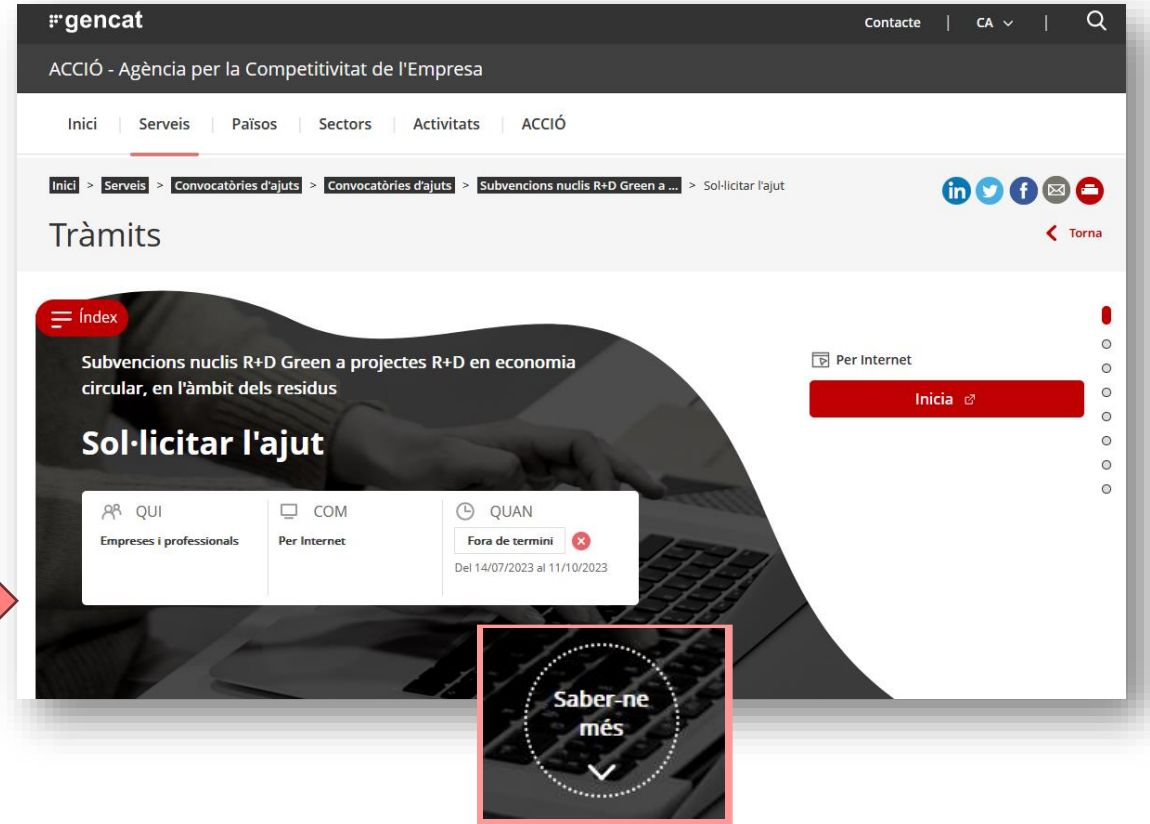 gencat
Contacte | CA |
ACCIÓ - Agència per la Competitivitat de l'Empresa
Inici | Serveis | Països | Sectors | Activitats | ACCIÓ
Inici > Serveis > Convocatòries d'ajuts > Convocatòries d'ajuts > Subvencions nuclis R+D Green a ... > Sol·licitar l'ajut
Tràmits
Torna
Índex
Subvencions nuclis R+D Green a projectes R+D en economia
circular, en l'àmbit dels residus
Sol·licitar l'ajut
Per Internet
Inicia
QUI
Empreses i professionals
COM
Per Internet
QUAN
Fora de termini
Del 14/07/2023 al 11/10/2023
Saber-ne
més